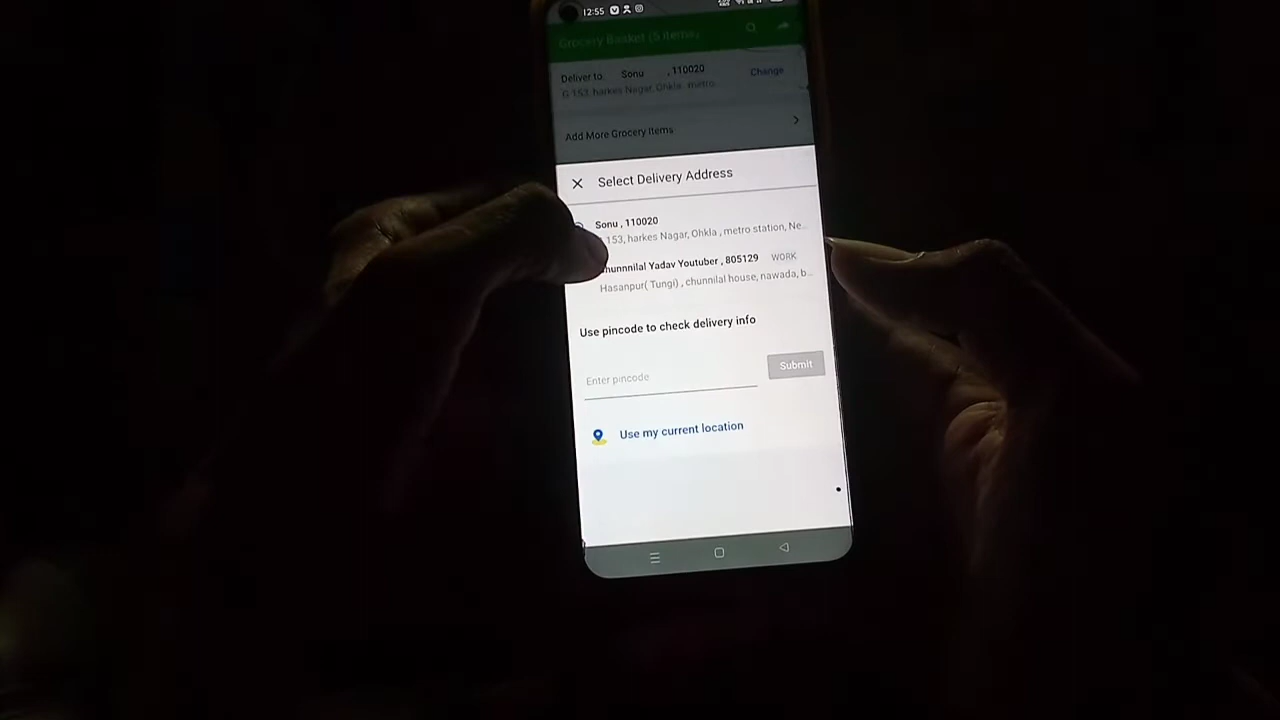 12:55
Grocery Basket (5 items)
Deliver to Sonu , 110020
Change
G 153, harkes Nagar, Ohkla, metro...
Add More Grocery Items
Select Delivery Address
Sonu , 110020
153, harkes Nagar, Ohkla , metro station, Ne...
hunnnilal Yadav Youtuber , 805129 WORK
Hasanpur( Tungi) , chunnilal house, nawada, b...
Use pincode to check delivery info
Enter pincode
Submit
Use my current location